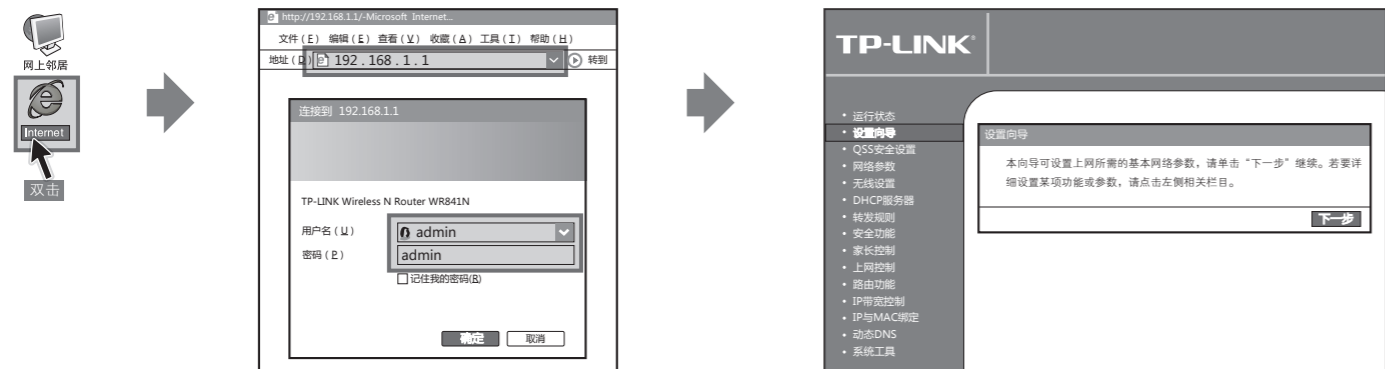 网上邻居
Internet
双击
http://192.168.1.1/-Microsoft Internet...
文件(F) 编辑(E) 查看(V) 收藏(A) 工具(I) 帮助(H)
地址(D) 192.168.1.1 转到
连接到 192.168.1.1
TP-LINK Wireless N Router WR841N
用户名(U) admin
密码(P) admin
记住我的密码(R)
确定 取消
TP-LINK®
• 运行状态
• 设置向导
• QSS安全设置
• 网络参数
• 无线设置
• DHCP服务器
• 转发规则
• 安全功能
• 家长控制
• 上网控制
• 路由功能
• IP带宽控制
• IP与MAC绑定
• 动态DNS
• 系统工具
设置向导
本向导可设置上网所需的基本网络参数，请单击“下一步”继续。若要详
细设置某项功能或参数，请点击左侧相关栏目。
下一步